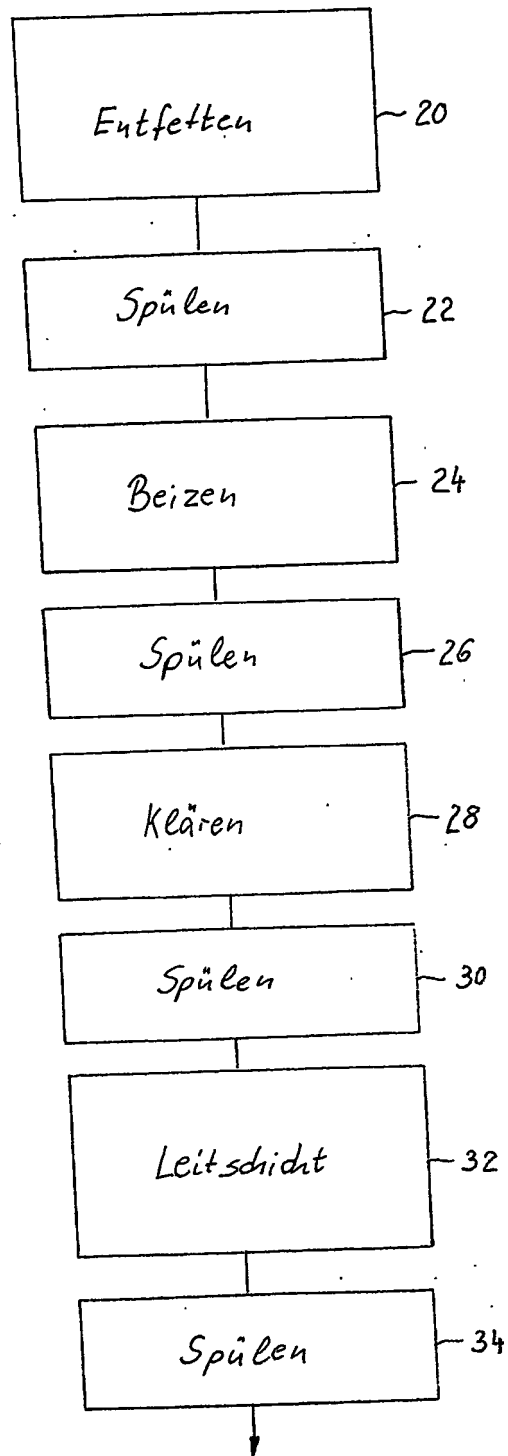 Entfetten 20
Spülen 22
Beizen 24
Spülen 26
Klären 28
Spülen 30
Leitschicht 32
Spülen 34